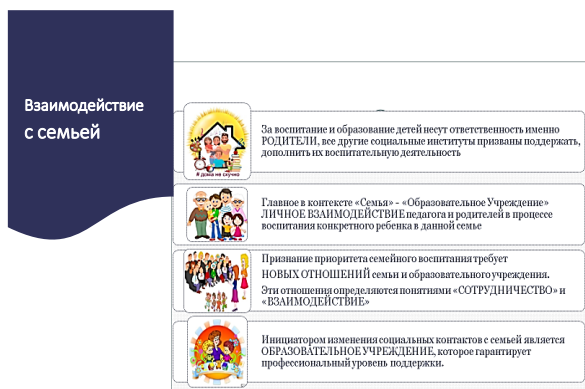 Взаимодействие
с семьей
За воспитание и образование детей несут ответственность именно
РОДИТЕЛИ, все другие социальные институты призваны поддержать,
дополнить их воспитательную деятельность
# дома не скучно
Главное в контексте «Семья» - «Образовательное Учреждение»
ЛИЧНОЕ ВЗАИМОДЕЙСТВИЕ педагога и родителей в процессе
воспитания конкретного ребенка в данной семье
Признание приоритета семейного воспитания требует
НОВЫХ ОТНОШЕНИЙ семьи и образовательного учреждения.
Эти отношения определяются понятиями «СОТРУДНИЧЕСТВО» и
«ВЗАИМОДЕЙСТВИЕ»
Инициатором изменения социальных контактов с семьей является
ОБРАЗОВАТЕЛЬНОЕ УЧРЕЖДЕНИЕ, которое гарантирует
профессиональный уровень поддержки.